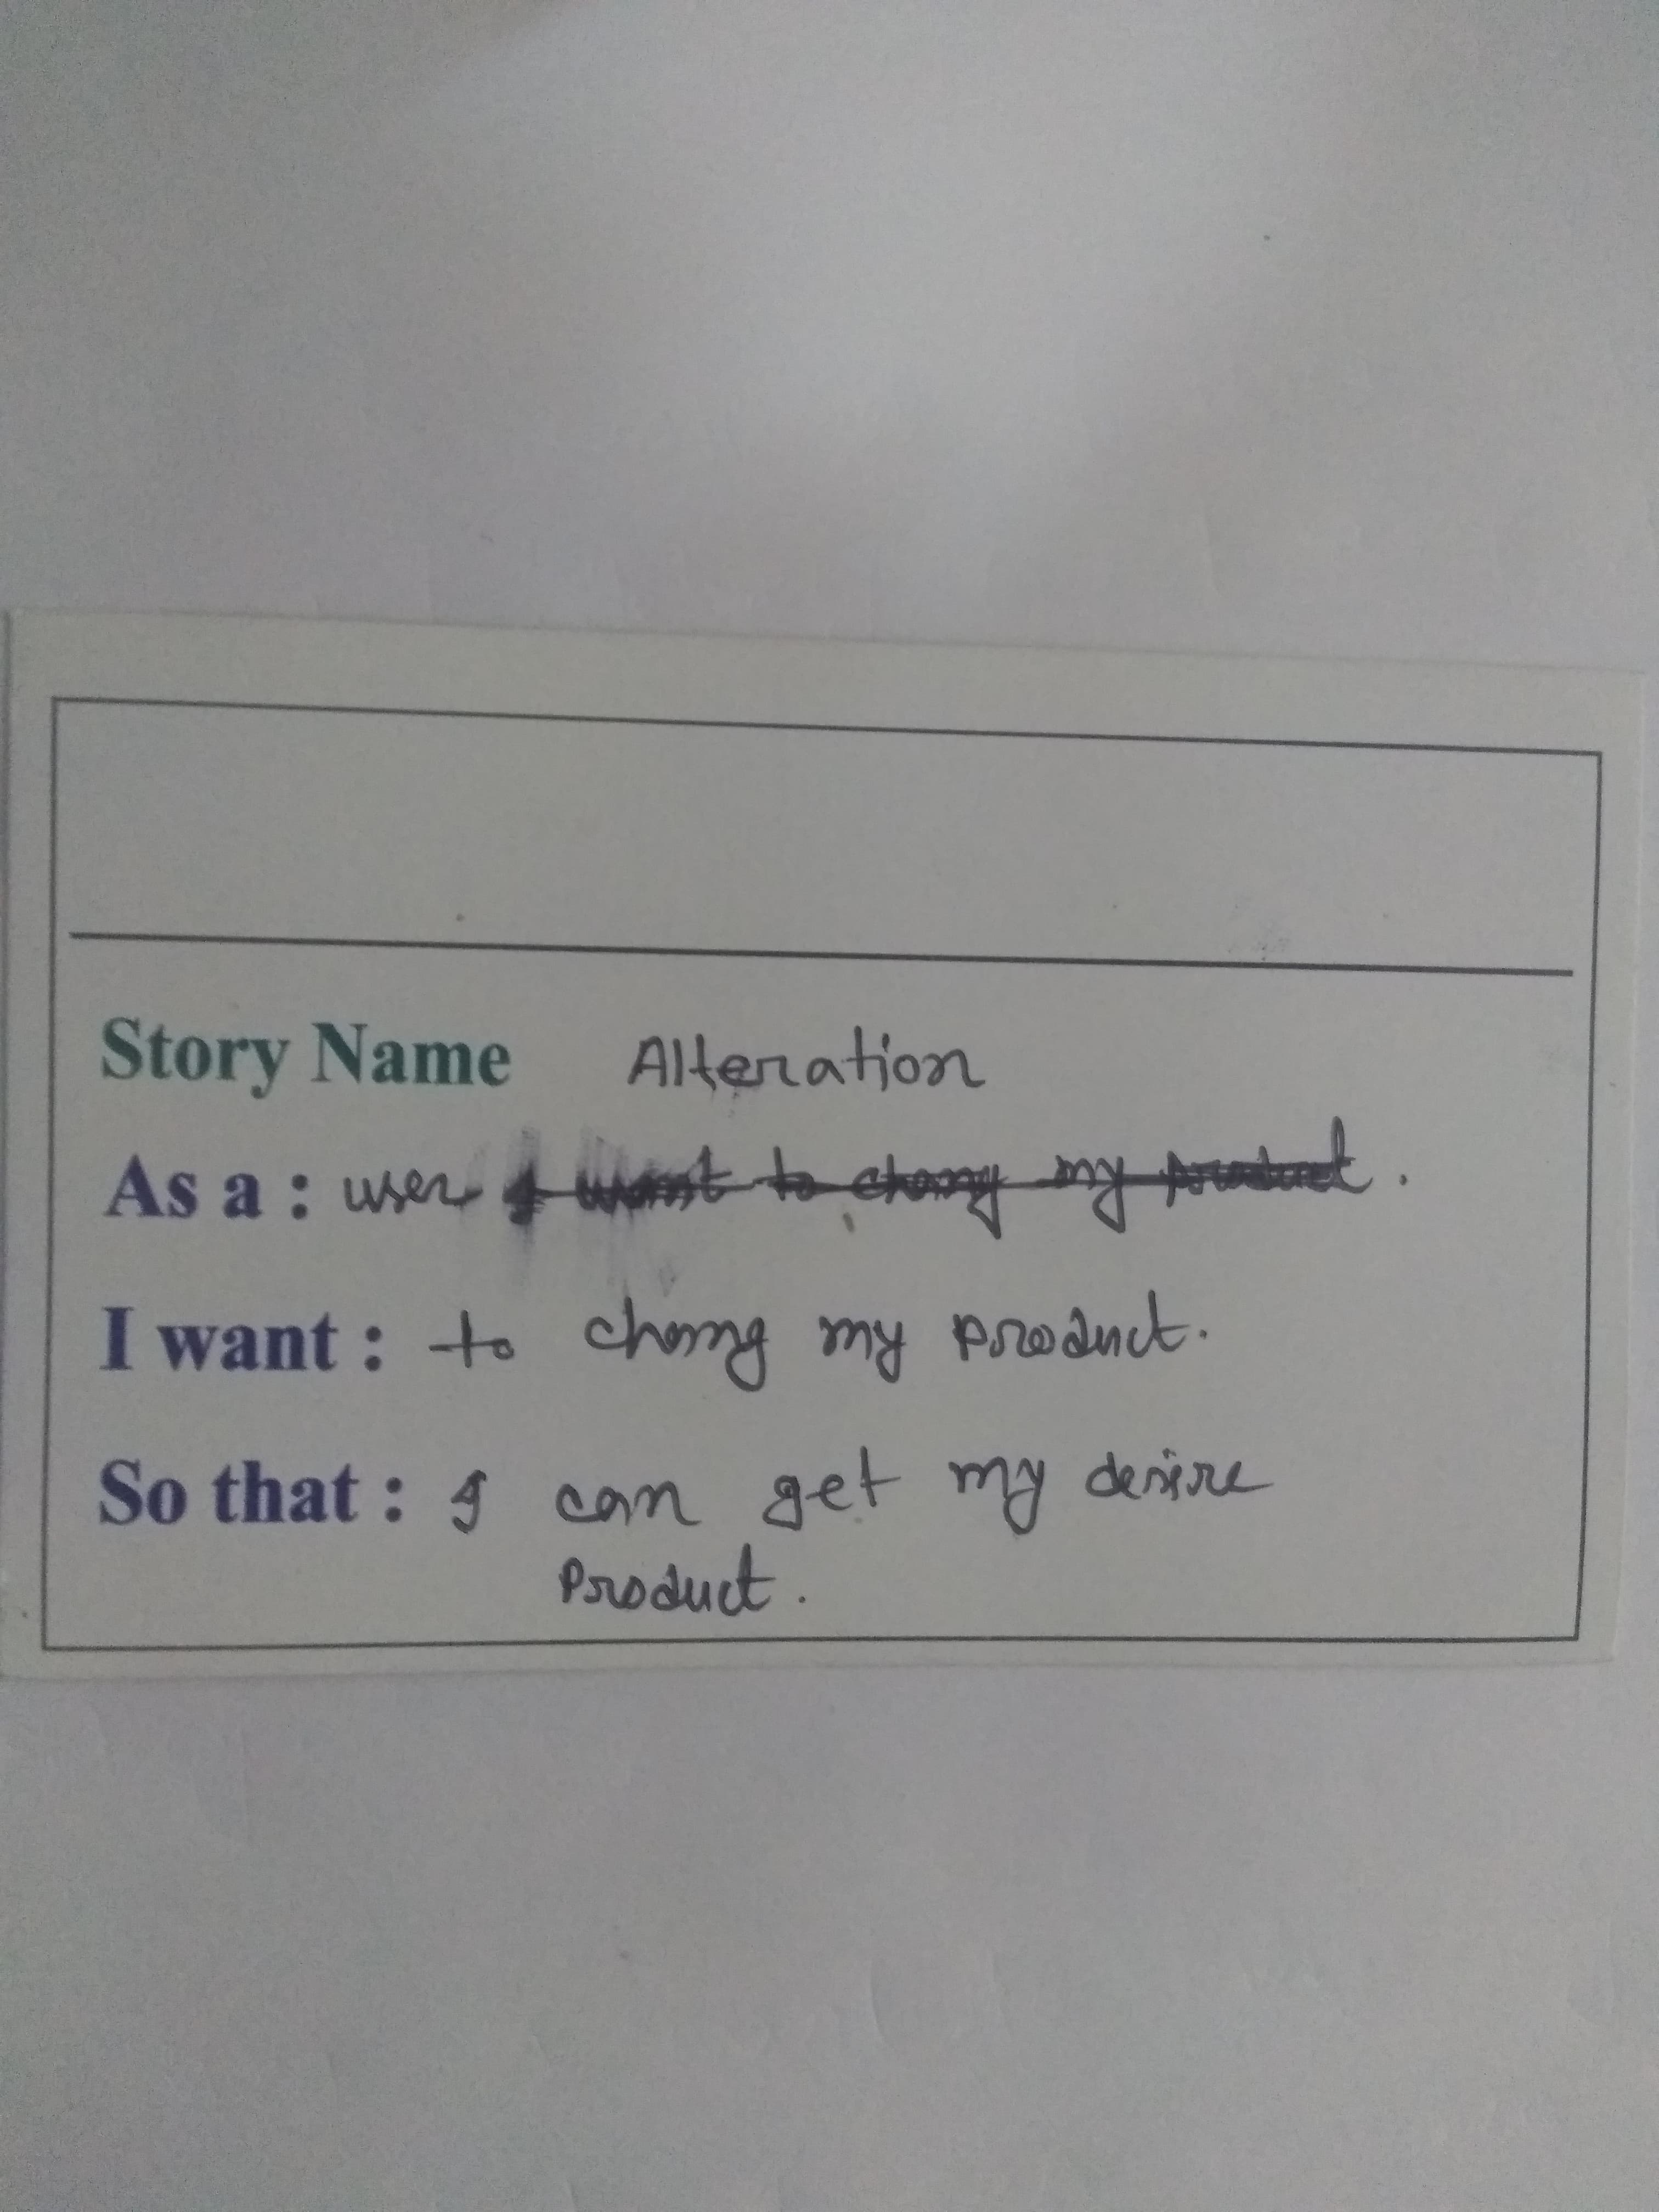 Story Name Alteration
As a : user I want to chang my product.
I want : to chang my product.
So that : I can get my desire
Product.